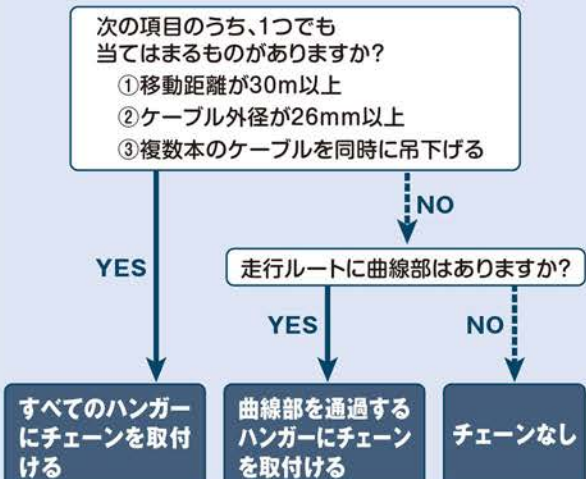 次の項目のうち、1つでも
当てはまるものがありますか?
①移動距離が30m以上
②ケーブル外径が26mm以上
③複数本のケーブルを同時に吊下げる
NO
YES
走行ルートに曲線部はありますか?
YES
NO
すべてのハンガー
にチェーンを取付
ける
曲線部を通過する
ハンガーにチェーン
を取付ける
チェーンなし